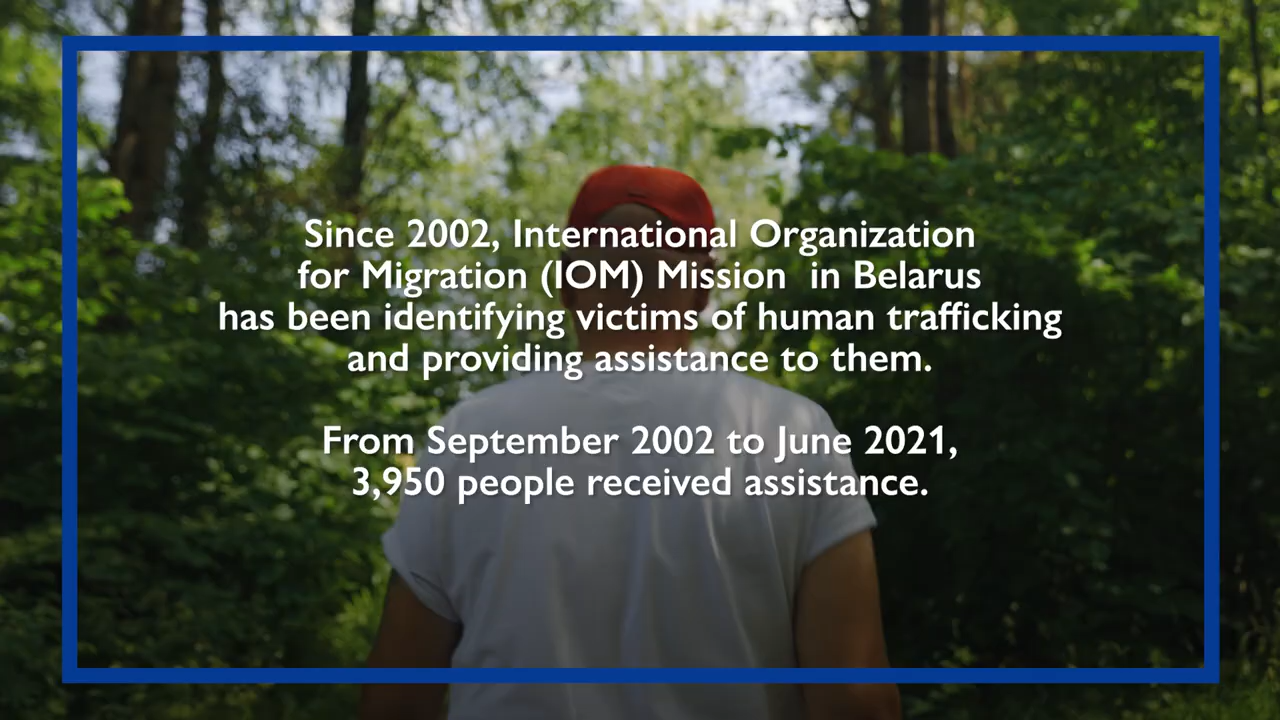 Since 2002, International Organization
for Migration (IOM) Mission  in Belarus
has been identifying victims of human trafficking
and providing assistance to them.
From September 2002 to June 2021,
3,950 people received assistance.